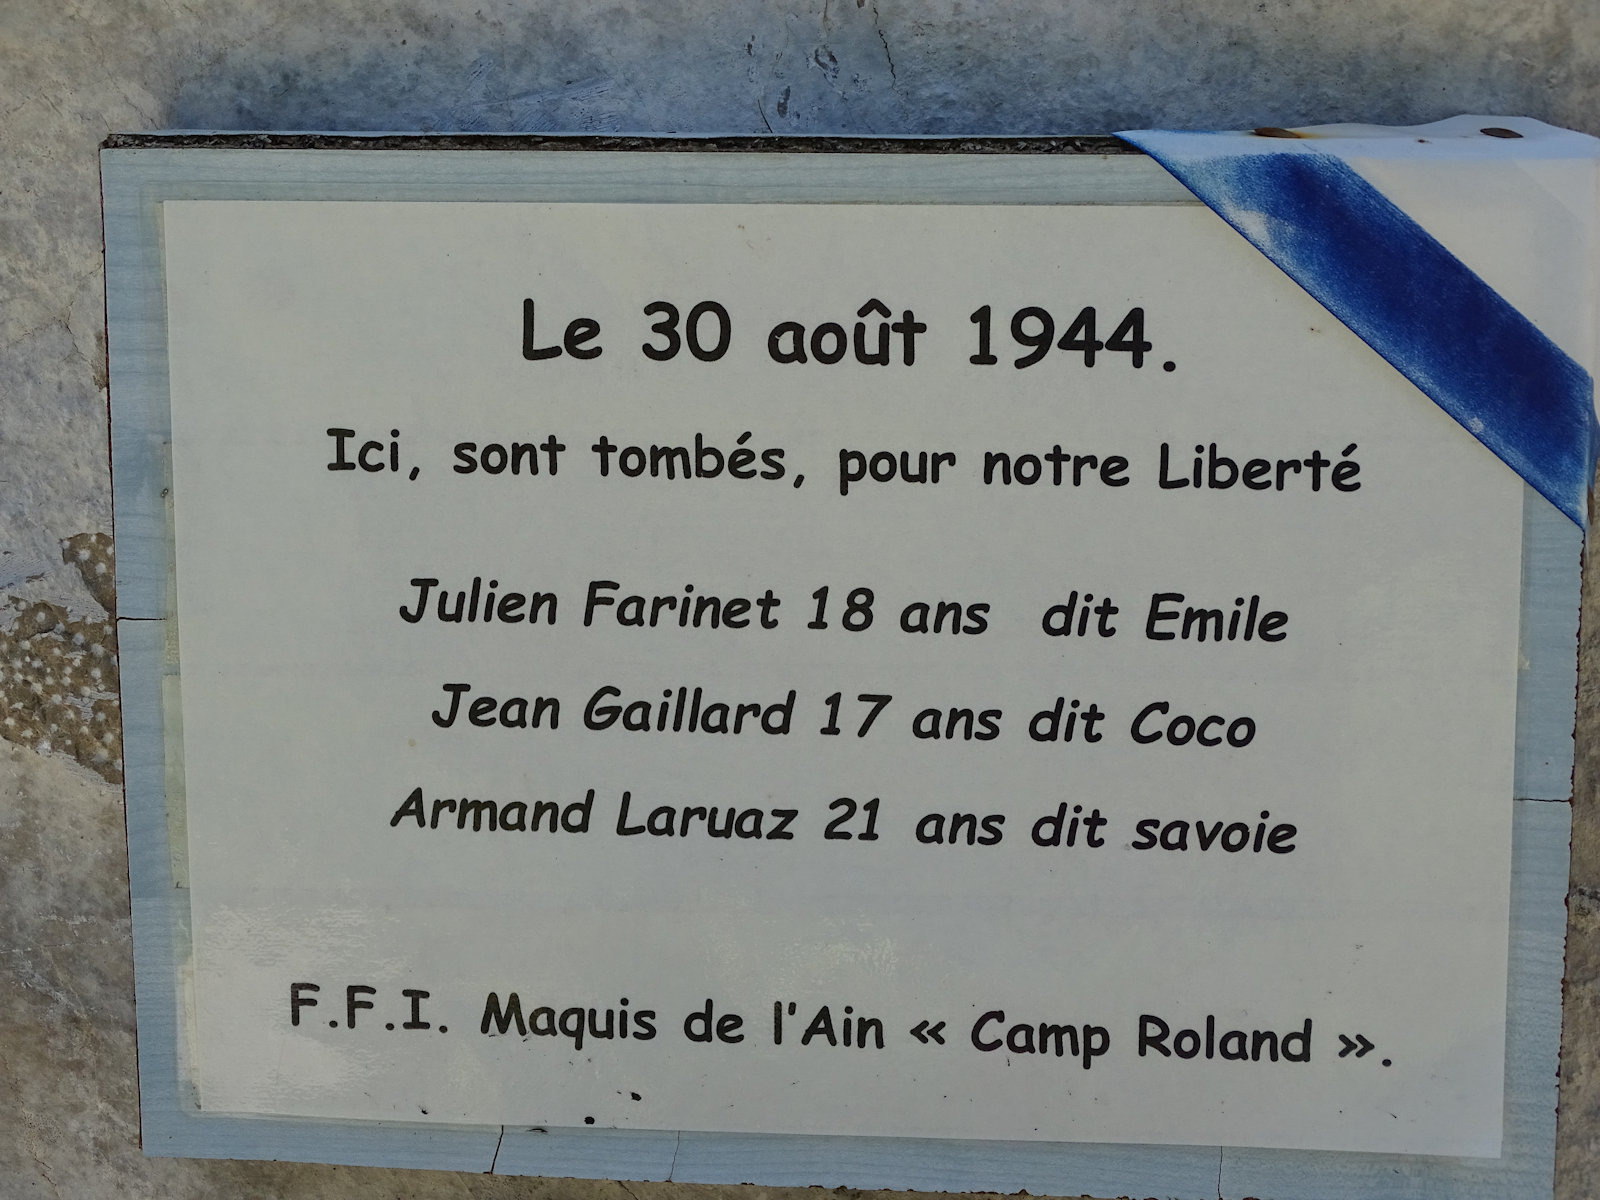 Le 30 août 1944.
Ici, sont tombés, pour notre Liberté
Julien Farinet 18 ans dit Emile
Jean Gaillard 17 ans dit Coco
Armand Laruaz 21 ans dit savoie
F.F.I. Maquis de l'Ain « Camp Roland ».